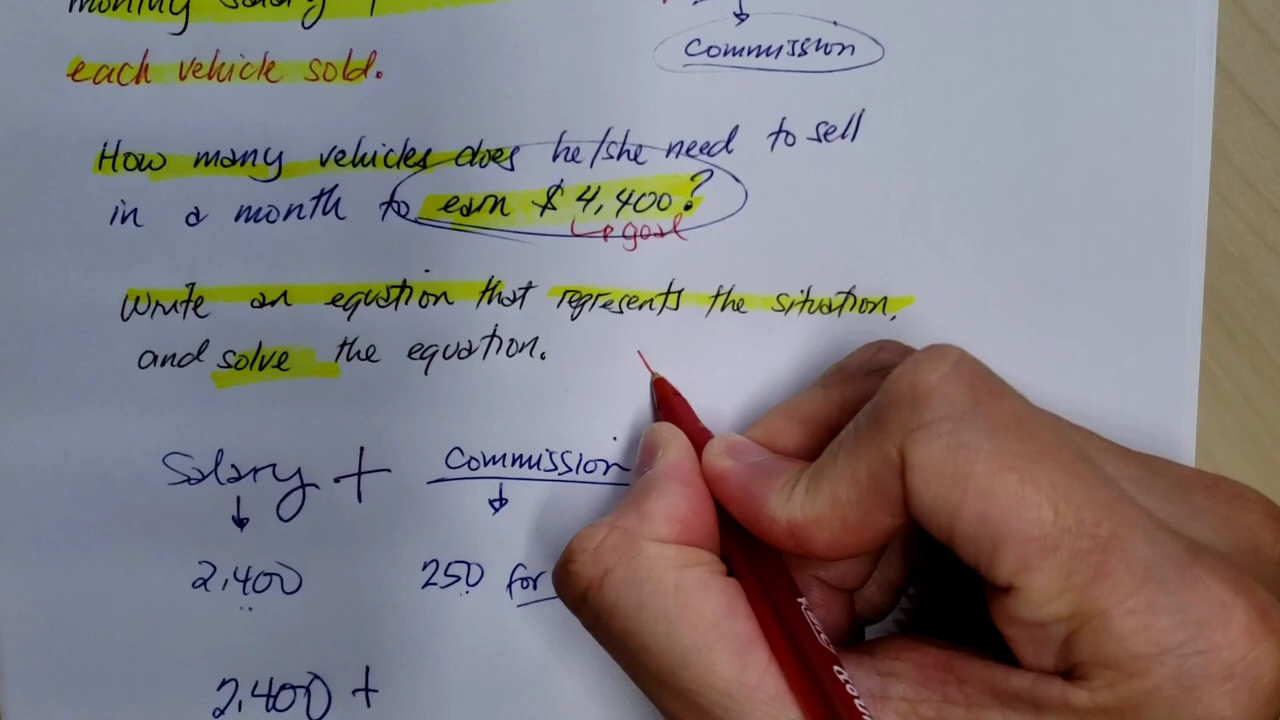 monthly salary
Commission
each vehicle sold.
How many vehicles does he/she need to sell
in a month to earn $4,400?
goal
Write an equation that represents the situation,
and solve the equation.
Salary + Commission
2,400 250 for
2,400 +